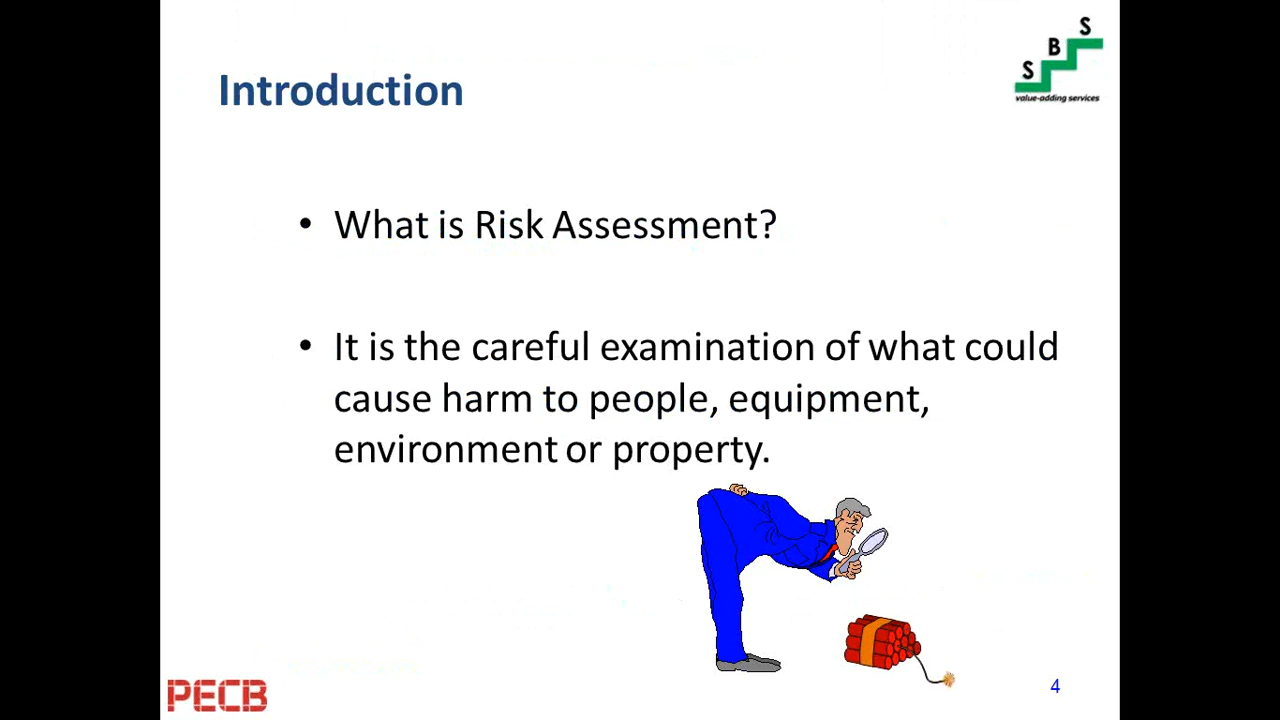 Introduction
S B S
value-adding services
• What is Risk Assessment?
• It is the careful examination of what could
cause harm to people, equipment,
environment or property.
PECB
4